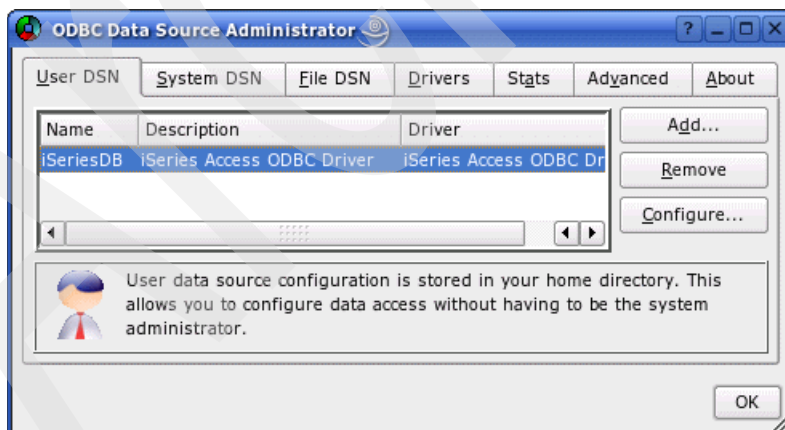 ODBC Data Source Administrator
User DSN System DSN File DSN Drivers Stats Advanced About
Name Description Driver
iSeriesDB iSeries Access ODBC Driver iSeries Access ODBC Dr
Add...
Remove
Configure...
User data source configuration is stored in your home directory. This
allows you to configure data access without having to be the system
administrator.
OK